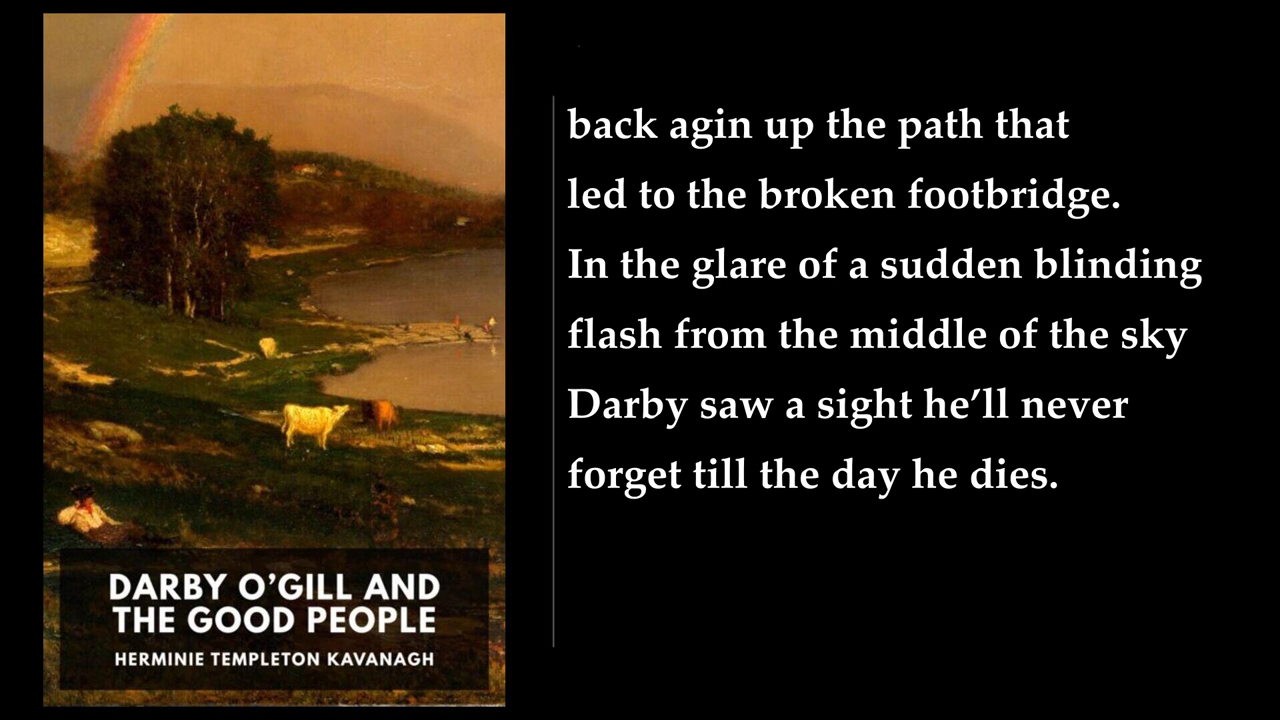 back agin up the path that
led to the broken footbridge.
In the glare of a sudden blinding
flash from the middle of the sky
Darby saw a sight he’ll never
forget till the day he dies.
DARBY O’GILL AND
THE GOOD PEOPLE
HERMINIE TEMPLETON KAVANAGH